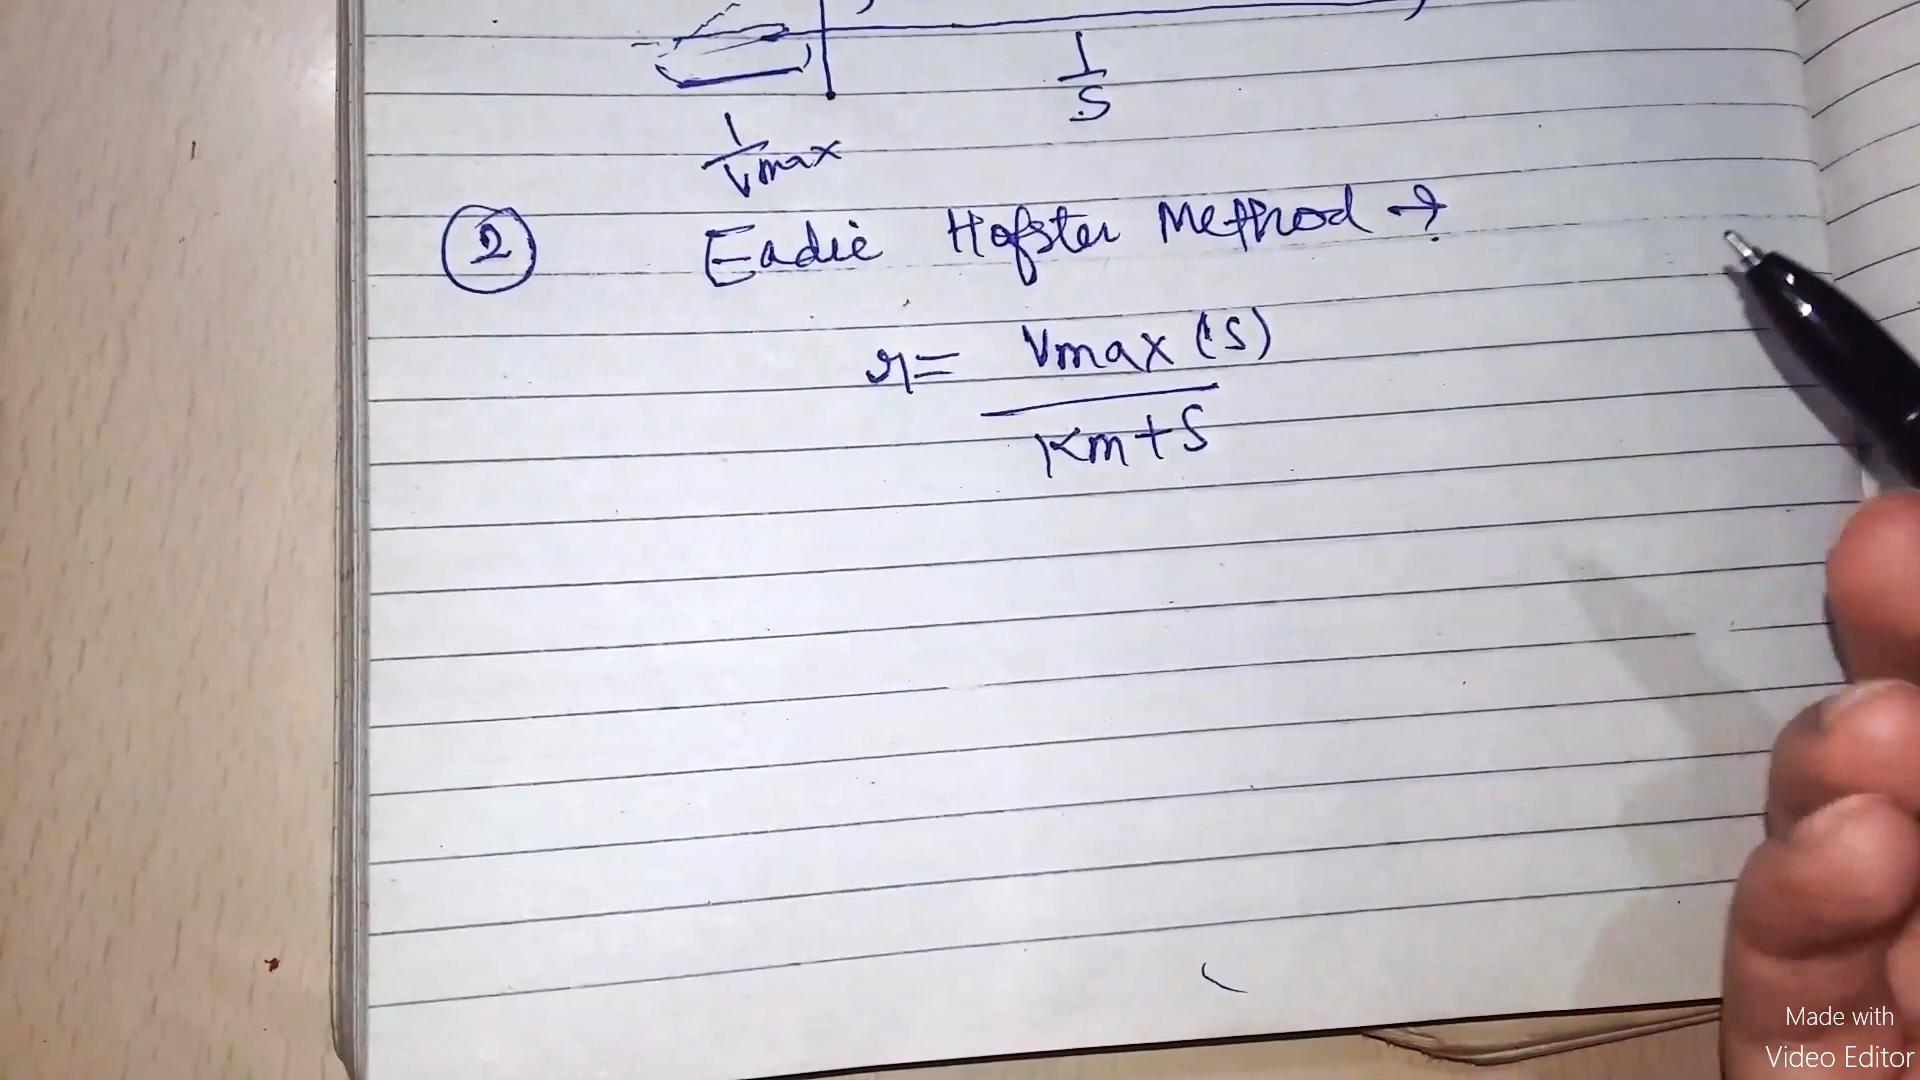 1
S
1
Vmax
2 Eadie Hofster Method →
r = Vmax (S)
Km + S
Made with
Video Editor